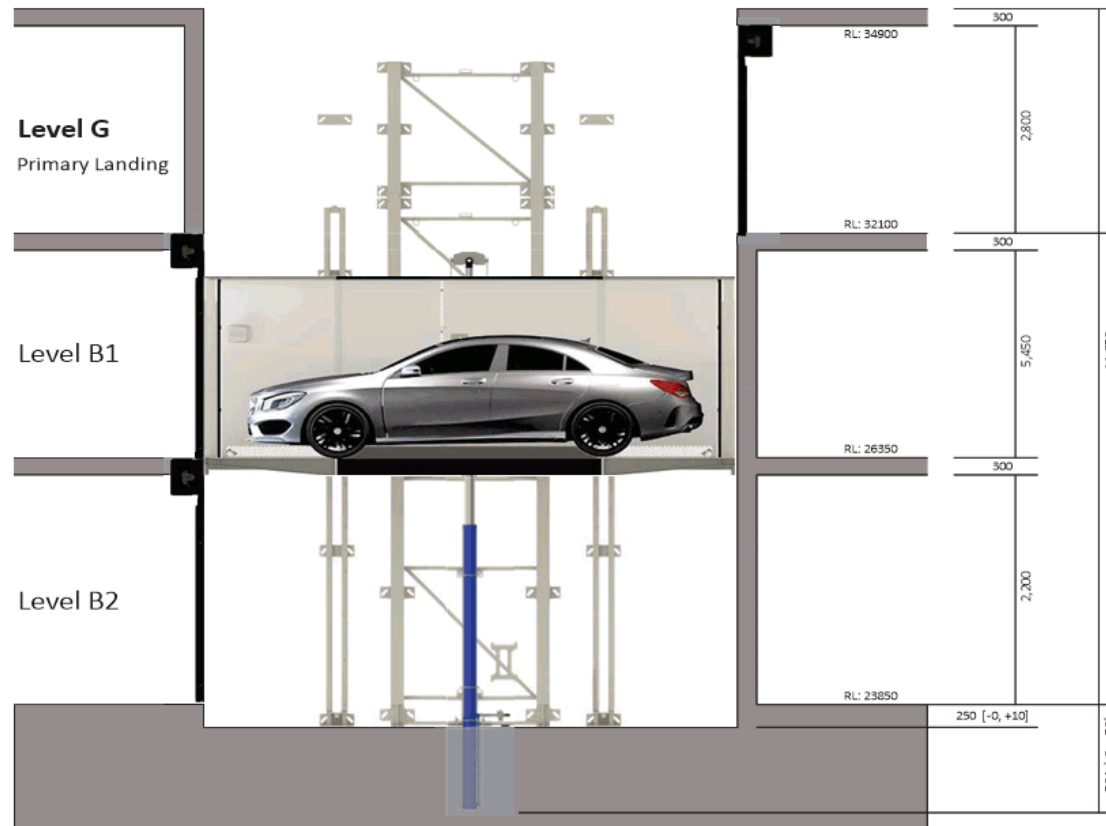 300
RL: 34900
Level G
Primary Landing
2,800
RL: 32100
300
Level B1
5,450
RL: 26350
300
Level B2
2,200
RL: 23850
250 [-0, +10]